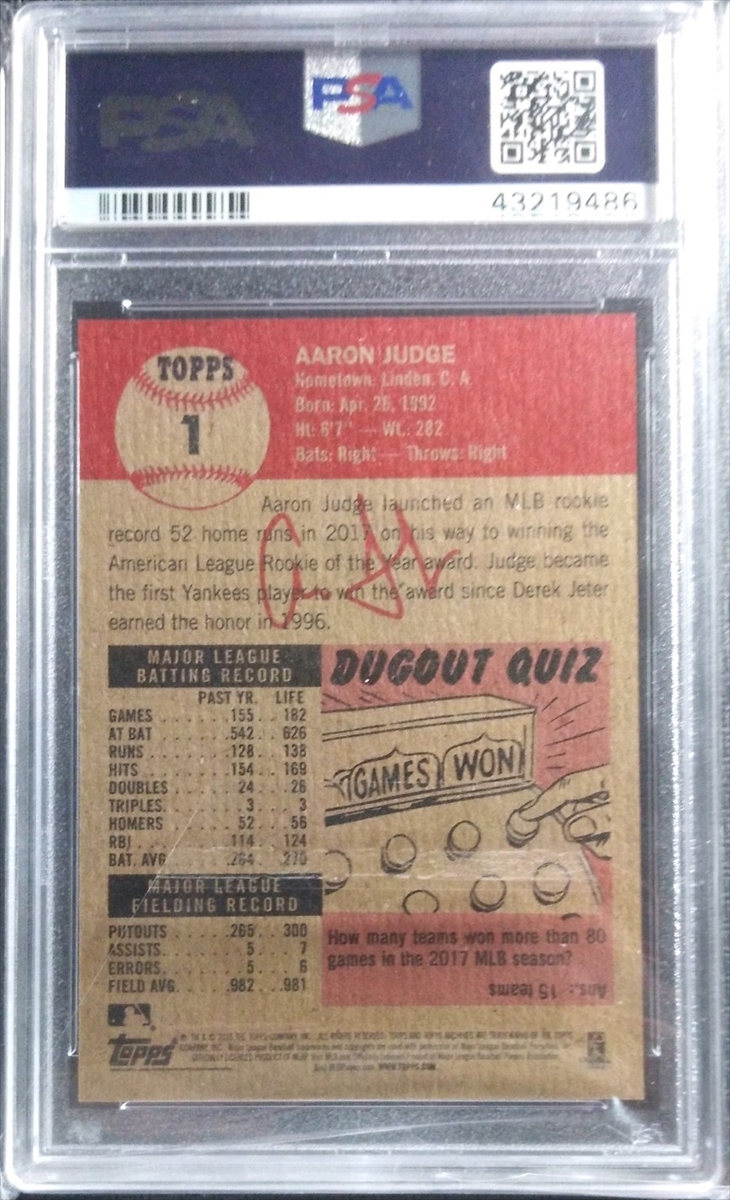 PSA
PSA
43219486
TOPPS
1
AARON JUDGE
Hometown: Linden, C. A.
Born: Apr. 26, 1992
Ht: 6'7" — Wt.: 282
Bats: Right — Throws: Right
Aaron Judge launched an MLB rookie
record 52 home runs in 2017 on his way to winning the
American League Rookie of the Year award. Judge became
the first Yankees player to win the award since Derek Jeter
earned the honor in 1996.
MAJOR LEAGUE
BATTING RECORD
PAST YR. LIFE
GAMES 155 182
AT BAT 542 626
RUNS 128 138
HITS 154 169
DOUBLES 24 26
TRIPLES 3 3
HOMERS 52 56
RBI 114 124
BAT. AVG .284 .270
MAJOR LEAGUE
FIELDING RECORD
PUTOUTS 265 300
ASSISTS 5 7
ERRORS 5 6
FIELD AVG. .982 .981
DUGOUT QUIZ
GAMES WON
How many teams won more than 80
games in the 2017 MLB season?
Ans.: 15 teams
Topps
WWW.TOPPS.COM